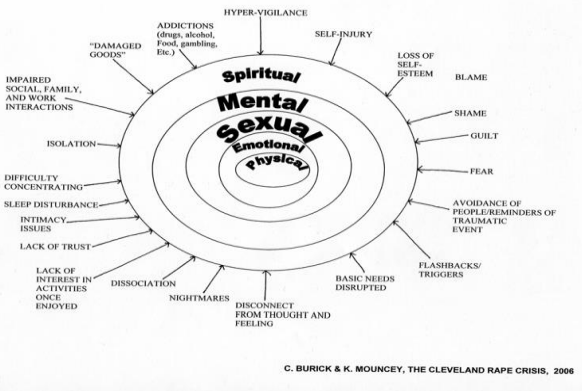 HYPER-VIGILANCE
ADDICTIONS
(drugs, alcohol,
Food, gambling,
Etc.)
SELF-INJURY
"DAMAGED
GOODS"
LOSS OF
SELF-
ESTEEM
BLAME
IMPAIRED
SOCIAL, FAMILY,
AND WORK
INTERACTIONS
SHAME
GUILT
ISOLATION
FEAR
DIFFICULTY
CONCENTRATING
SLEEP DISTURBANCE
AVOIDANCE OF
PEOPLE/REMINDERS OF
TRAUMATIC
EVENT
INTIMACY
ISSUES
LACK OF TRUST
FLASHBACKS/
TRIGGERS
LACK OF
INTEREST IN
ACTIVITIES
ONCE
ENJOYED
DISSOCIATION
NIGHTMARES
DISCONNECT
FROM THOUGHT AND
FEELING
BASIC NEEDS
DISRUPTED
Spiritual
Mental
Sexual
Emotional
Physical
C. BURICK & K. MOUNCEY, THE CLEVELAND RAPE CRISIS, 2006